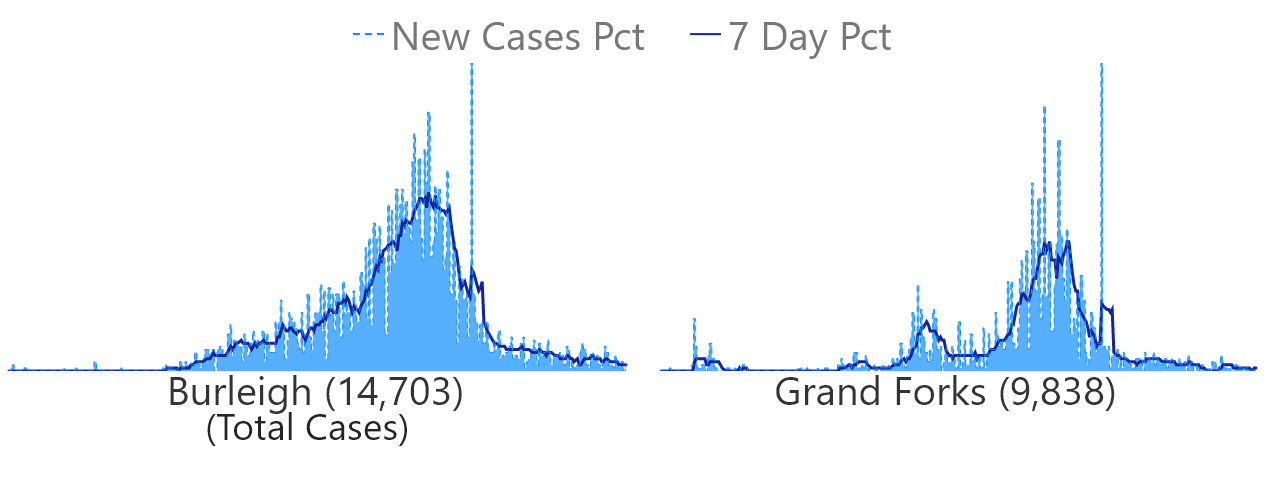 New Cases Pct 7 Day Pct
Burleigh (14,703)
(Total Cases)
Grand Forks (9,838)